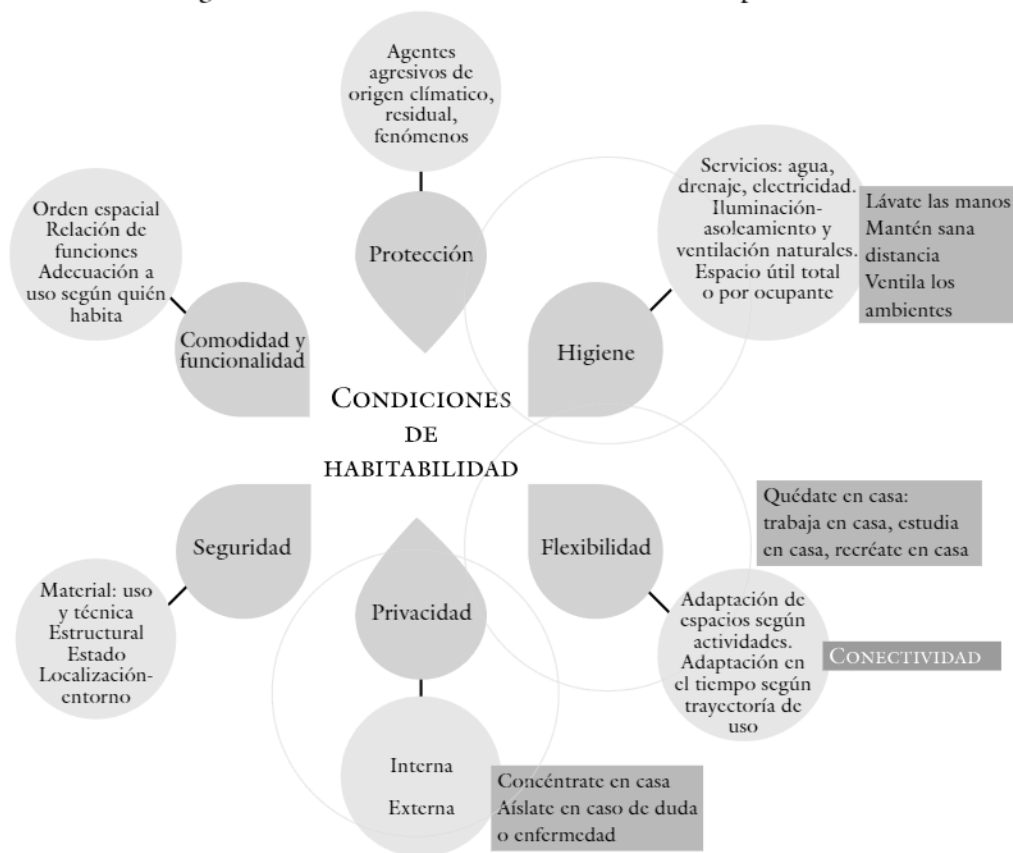 Agentes
agresivos de
origen clímatico,
residual,
fenómenos
Protección
Servicios: agua,
drenaje, electricidad.
Iluminación-
asoleamiento y
ventilación naturales.
Espacio útil total
o por ocupante
Lávate las manos
Mantén sana
distancia
Ventila los
ambientes
Higiene
Orden espacial
Relación de
funciones
Adecuación a
uso según quién
habita
Comodidad y
funcionalidad
CONDICIONES
DE
HABITABILIDAD
Seguridad
Material: uso
y técnica
Estructural
Estado
Localización-
entorno
Privacidad
Interna
Externa
Concéntrate en casa
Aíslate en caso de duda
o enfermedad
Flexibilidad
Quédate en casa:
trabaja en casa, estudia
en casa, recréate en casa
Adaptación de
espacios según
actividades.
Adaptación en
el tiempo según
trayectoría de
uso
CONECTIVIDAD